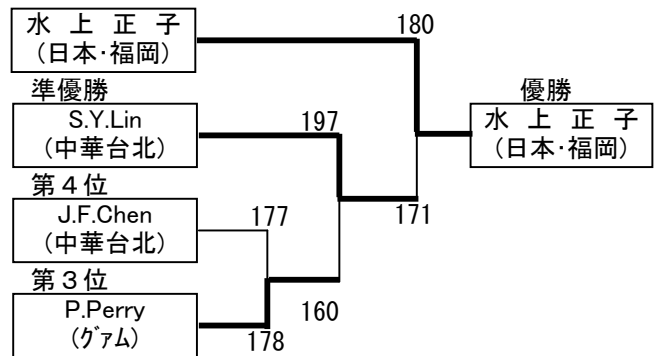 水 上 正 子
(日本・福岡)
180
準優勝
優勝
S.Y.Lin
(中華台北)
197
水 上 正 子
(日本・福岡)
第4位
J.F.Chen
(中華台北)
177
171
第3位
P.Perry
(グァム)
160
178